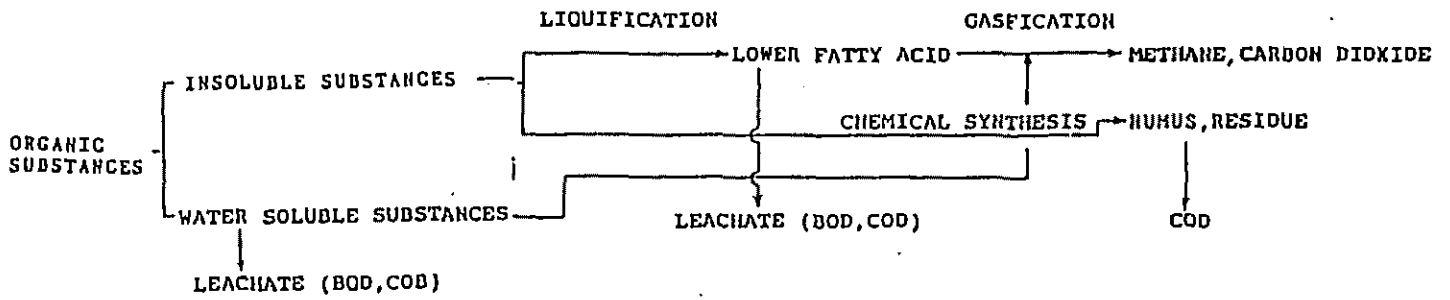 LIQUIFICATION GASFICATION
LOWER FATTY ACID METHANE, CARBON DIOXIDE
INSOLUBLE SUBSTANCES
CHEMICAL SYNTHESIS HUMUS, RESIDUE
ORGANIC
SUBSTANCES
WATER SOLUBLE SUBSTANCES LEACHATE (BOD, COD) COD
LEACHATE (BOD, COD)